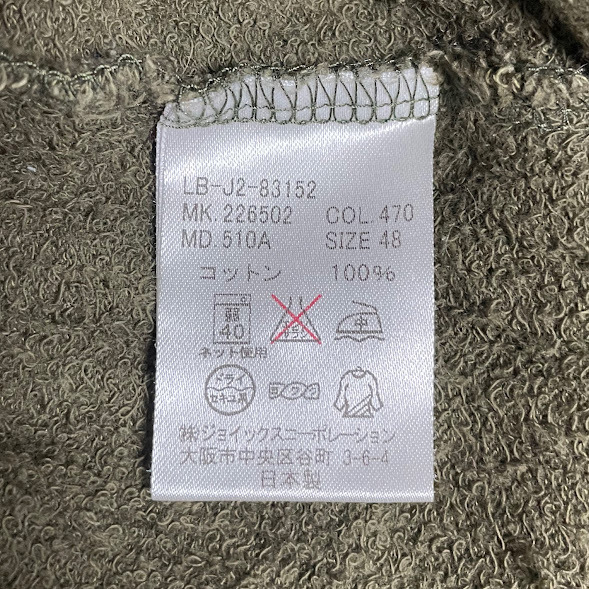 LB-J2-83152
MK.226502 COL.470
MD.510A SIZE 48
コットン 100%
弱
40
中
ネット使用
ドライ
セキユ系
㈱ジョイックスコーポレーション
大阪市中央区谷町 3-6-4
日本製